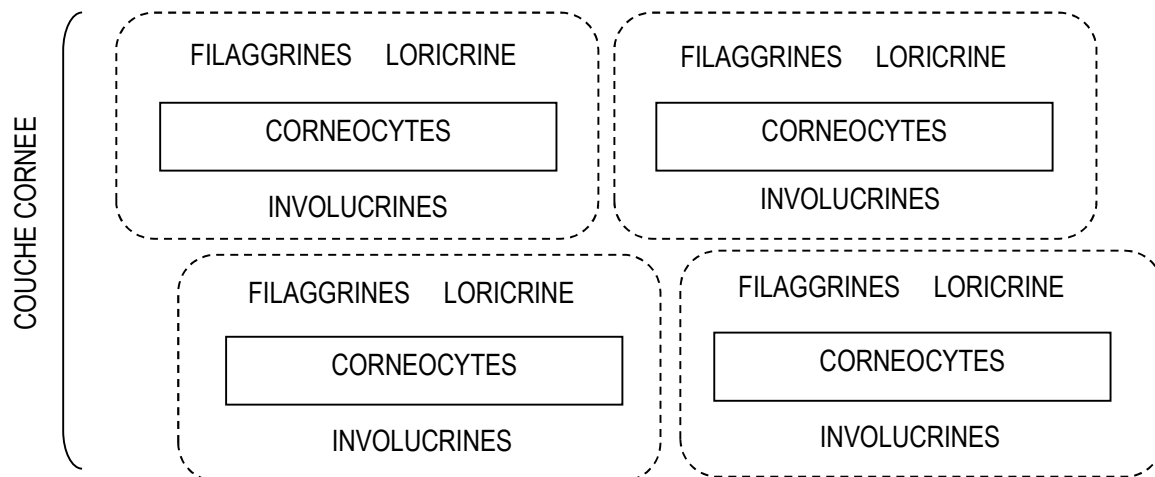 COUCHE CORNEE
FILAGGRINES LORICRINE
CORNEOCYTES
INVOLUCRINES
FILAGGRINES LORICRINE
CORNEOCYTES
INVOLUCRINES
FILAGGRINES LORICRINE
CORNEOCYTES
INVOLUCRINES
FILAGGRINES LORICRINE
CORNEOCYTES
INVOLUCRINES